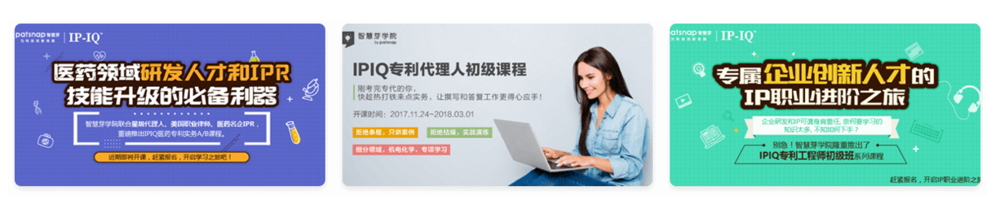 patsnap 智慧芽
为科技创新发声
IP-IQ™
医药领域研发人才和IPR
技能升级的必备利器
智慧芽学院联合星级代理人、美国职业律师、医药名企IPR，
重磅推出IPIQ医药专利实务A/B课程。
近期即将开课，赶紧报名，开启学习之旅吧！
智慧芽学院
by patsnap
IPIQ专利代理人初级课程
刚考完专代的你，
快趁热打铁来点实务，让撰写和答复工作更得心应手！
开课时间：2017.11.24~2018.03.01
拒绝条框，只讲案例
拒绝枯燥，实战演练
细分领域，机电化学，专项学习
atsnap 智慧芽
IP-IQ™
专属企业创新人才的
IP职业进阶之旅
企业研发和IP可谓身肩重任, 奈何要学习的
知识太多, 不知如何下手？
别急！智慧芽学院隆重推出了
IPIQ专利工程师初级班系列课程
赶紧报名，开启IP职业进阶之旅